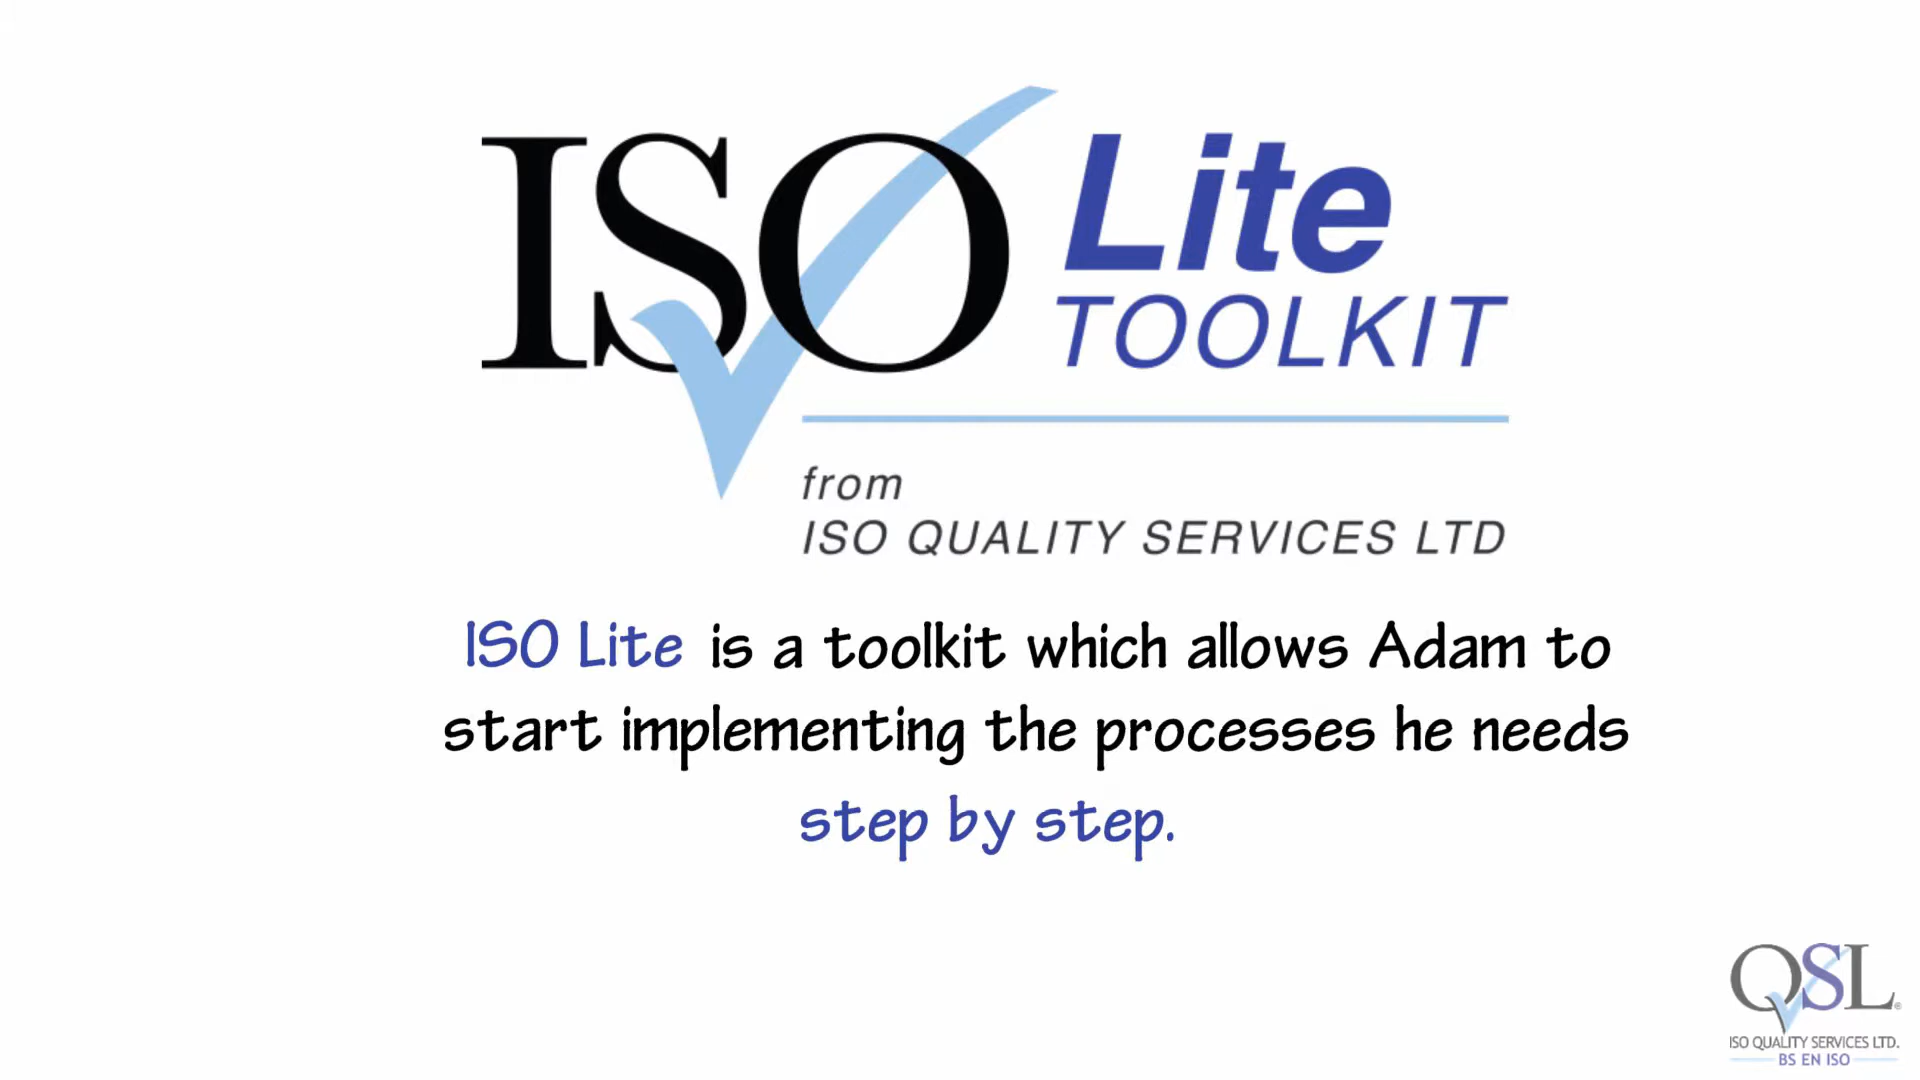 ISO Lite
TOOLKIT
from
ISO QUALITY SERVICES LTD
ISO Lite is a toolkit which allows Adam to
start implementing the processes he needs
step by step.
QSL®
ISO QUALITY SERVICES LTD.
BS EN ISO